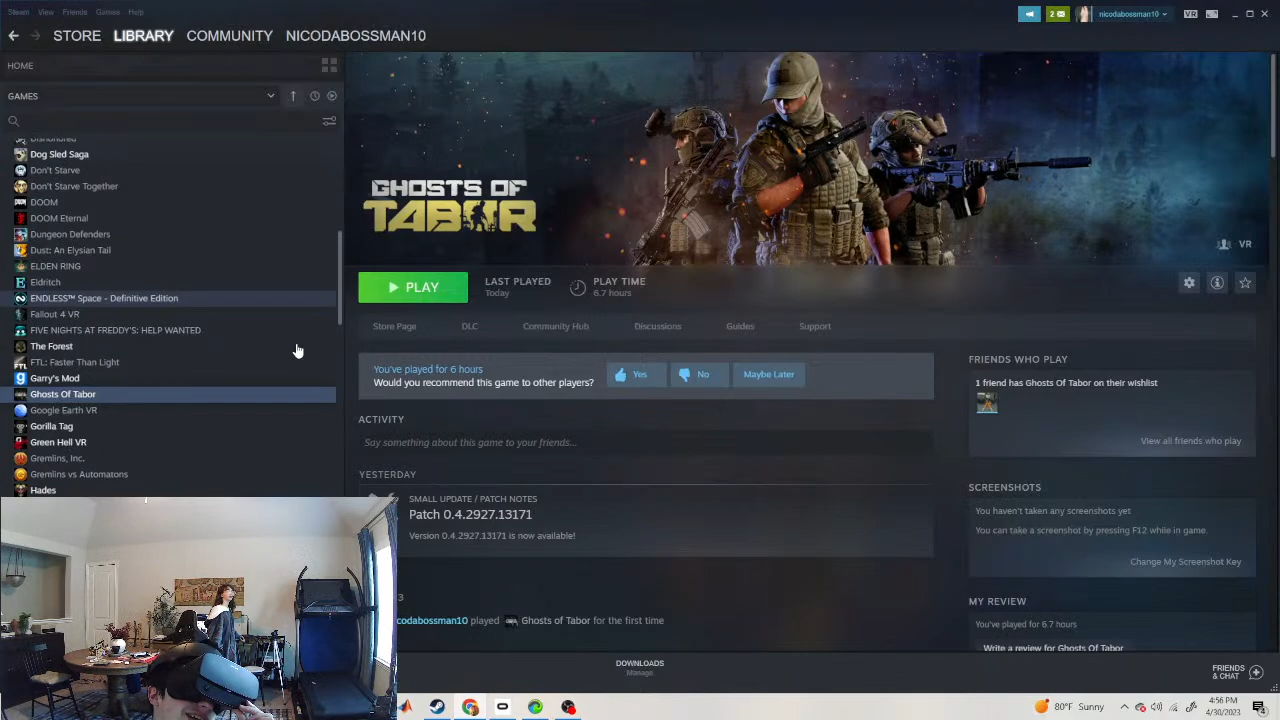 Steam View Friends Games Help
2
nicodabossman10
VR
STORE LIBRARY COMMUNITY NICODABOSSMAN10
HOME
GAMES
Dishonored
Dog Sled Saga
Don't Starve
Don't Starve Together
DOOM
DOOM Eternal
Dungeon Defenders
Dust: An Elysian Tail
ELDEN RING
Eldritch
ENDLESS™ Space - Definitive Edition
Fallout 4 VR
FIVE NIGHTS AT FREDDY'S: HELP WANTED
The Forest
FTL: Faster Than Light
Garry's Mod
Ghosts Of Tabor
Google Earth VR
Gorilla Tag
Green Hell VR
Gremlins, Inc.
Gremlins vs Automatons
Hades
GHOSTS OF
TABOR
VR
PLAY
LAST PLAYED
Today
PLAY TIME
6.7 hours
Store Page DLC Community Hub Discussions Guides Support
You've played for 6 hours
Would you recommend this game to other players?
Yes No Maybe Later
ACTIVITY
Say something about this game to your friends...
YESTERDAY
SMALL UPDATE / PATCH NOTES
Patch 0.4.2927.13171
Version 0.4.2927.13171 is now available!
3
codabossman10 played Ghosts of Tabor for the first time
FRIENDS WHO PLAY
1 friend has Ghosts Of Tabor on their wishlist
View all friends who play
SCREENSHOTS
You haven't taken any screenshots yet
You can take a screenshot by pressing F12 while in game.
Change My Screenshot Key
MY REVIEW
You've played for 6.7 hours
Write a review for Ghosts Of Tabor
DOWNLOADS
Manage
FRIENDS
& CHAT
80°F Sunny
4:56 PM
4/30/2023